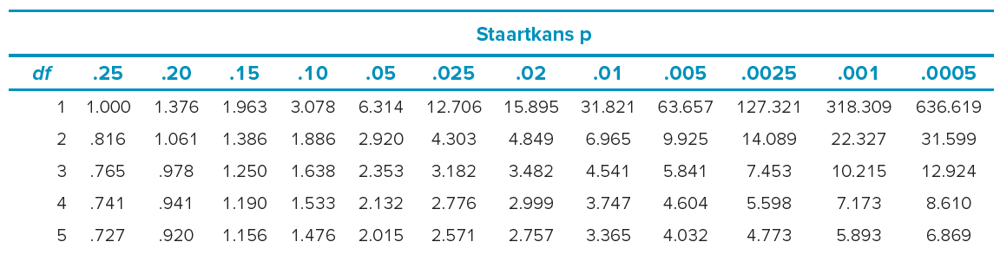 Staartkans p
df .25 .20 .15 .10 .05 .025 .02 .01 .005 .0025 .001 .0005
1 1.000 1.376 1.963 3.078 6.314 12.706 15.895 31.821 63.657 127.321 318.309 636.619
2 .816 1.061 1.386 1.886 2.920 4.303 4.849 6.965 9.925 14.089 22.327 31.599
3 .765 .978 1.250 1.638 2.353 3.182 3.482 4.541 5.841 7.453 10.215 12.924
4 .741 .941 1.190 1.533 2.132 2.776 2.999 3.747 4.604 5.598 7.173 8.610
5 .727 .920 1.156 1.476 2.015 2.571 2.757 3.365 4.032 4.773 5.893 6.869